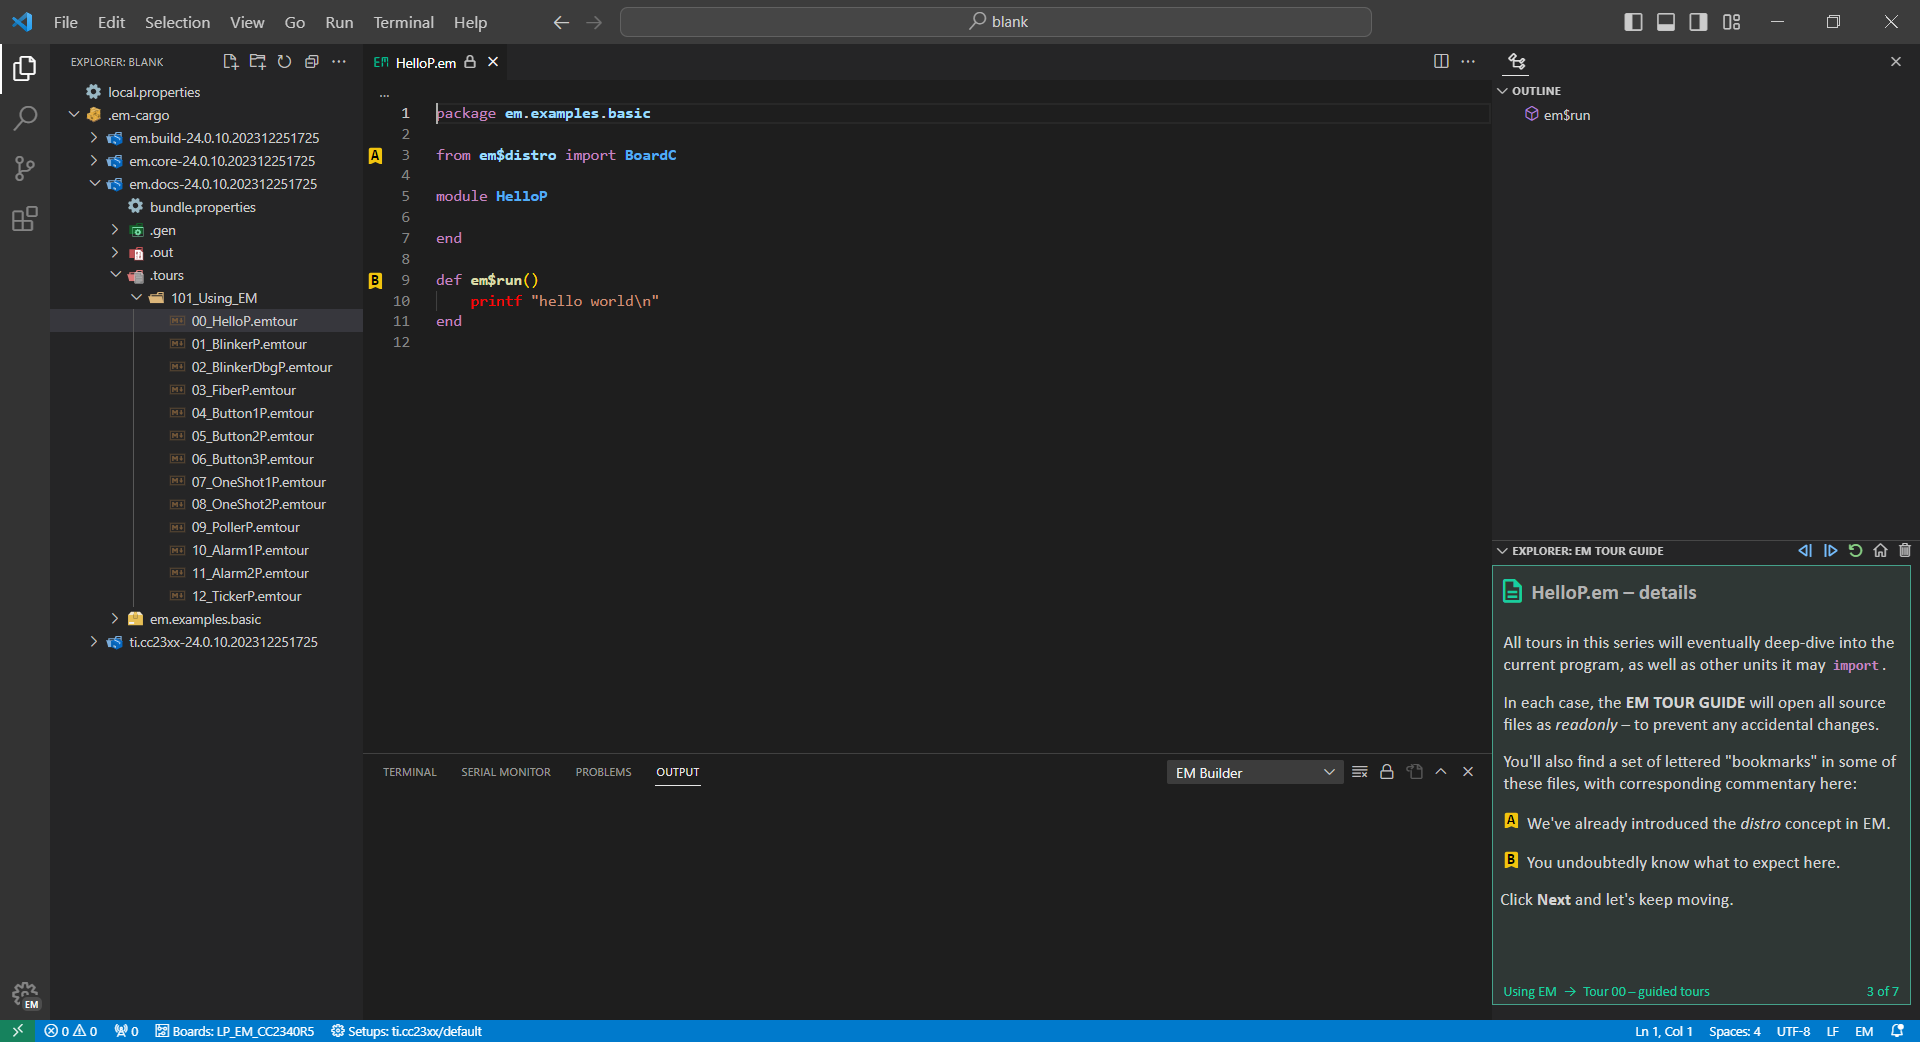 File Edit Selection View Go Run Terminal Help
blank
EXPLORER: BLANK
local.properties
.em-cargo
em.build-24.0.10.202312251725
em.core-24.0.10.202312251725
em.docs-24.0.10.202312251725
bundle.properties
.gen
.out
.tours
101_Using_EM
00_HelloP.emtour
01_BlinkerP.emtour
02_BlinkerDbgP.emtour
03_FiberP.emtour
04_Button1P.emtour
05_Button2P.emtour
06_Button3P.emtour
07_OneShot1P.emtour
08_OneShot2P.emtour
09_PollerP.emtour
10_Alarm1P.emtour
11_Alarm2P.emtour
12_TickerP.emtour
em.examples.basic
ti.cc23xx-24.0.10.202312251725
EM HelloP.em
...
1 package em.examples.basic
2
A 3 from em$distro import BoardC
4
5 module HelloP
6
7 end
8
B 9 def em$run()
10 printf "hello world\n"
11 end
12
TERMINAL SERIAL MONITOR PROBLEMS OUTPUT EM Builder
OUTLINE
em$run
EXPLORER: EM TOUR GUIDE
HelloP.em – details
All tours in this series will eventually deep-dive into the
current program, as well as other units it may import.
In each case, the EM TOUR GUIDE will open all source
files as readonly – to prevent any accidental changes.
You'll also find a set of lettered "bookmarks" in some of
these files, with corresponding commentary here:
A We've already introduced the distro concept in EM.
B You undoubtedly know what to expect here.
Click Next and let's keep moving.
Using EM → Tour 00 – guided tours 3 of 7
EM
0 0 0 Boards: LP_EM_CC2340R5 Setups: ti.cc23xx/default Ln 1, Col 1 Spaces: 4 UTF-8 LF EM